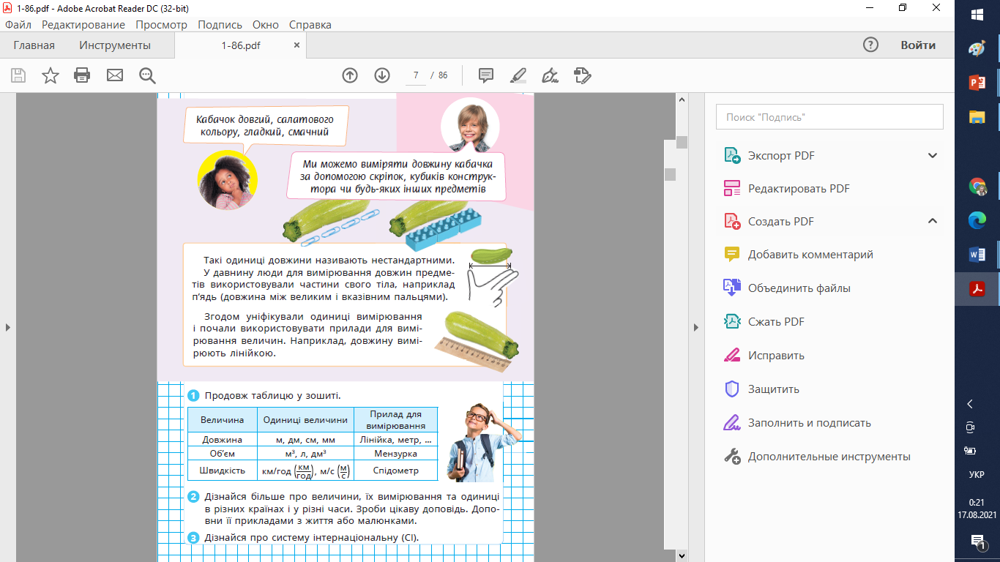 1-86.pdf - Adobe Acrobat Reader DC (32-bit)
Файл Редактирование Просмотр Подпись Окно Справка
Главная Инструменты 1-86.pdf × ? Войти
7 / 86
Кабачок довгий, салатового
кольору, гладкий, смачний
Ми можемо виміряти довжину кабачка
за допомогою скріпок, кубиків конструк-
тора чи будь-яких інших предметів
Такі одиниці довжини називають нестандартними.
У давнину люди для вимірювання довжин предме-
тів використовували частини свого тіла, наприклад
п’ядь (довжина між великим і вказівним пальцями).
Згодом уніфікували одиниці вимірювання
і почали використовувати прилади для вимі-
рювання величин. Наприклад, довжину вимі-
рюють лінійкою.
1 Продовж таблицю у зошиті.
Величина Одиниці величини Прилад для
вимірювання
Довжина м, дм, см, мм Лінійка, метр, ...
Об’єм м³, л, дм³ Мензурка
Швидкість км/год (км/год), м/с (м/с) Спідометр
2 Дізнайся більше про величини, їх вимірювання та одиниці
в різних країнах і у різні часи. Зроби цікаву доповідь. Допо-
вни її прикладами з життя або малюнками.
3 Дізнайся про систему інтернаціональну (СІ).
Поиск "Подпись"
Экспорт PDF
Редактировать PDF
Создать PDF
Добавить комментарий
Объединить файлы
Сжать PDF
Исправить
Защитить
Заполнить и подписать
Дополнительные инструменты
УКР
0:21
17.08.2021
1